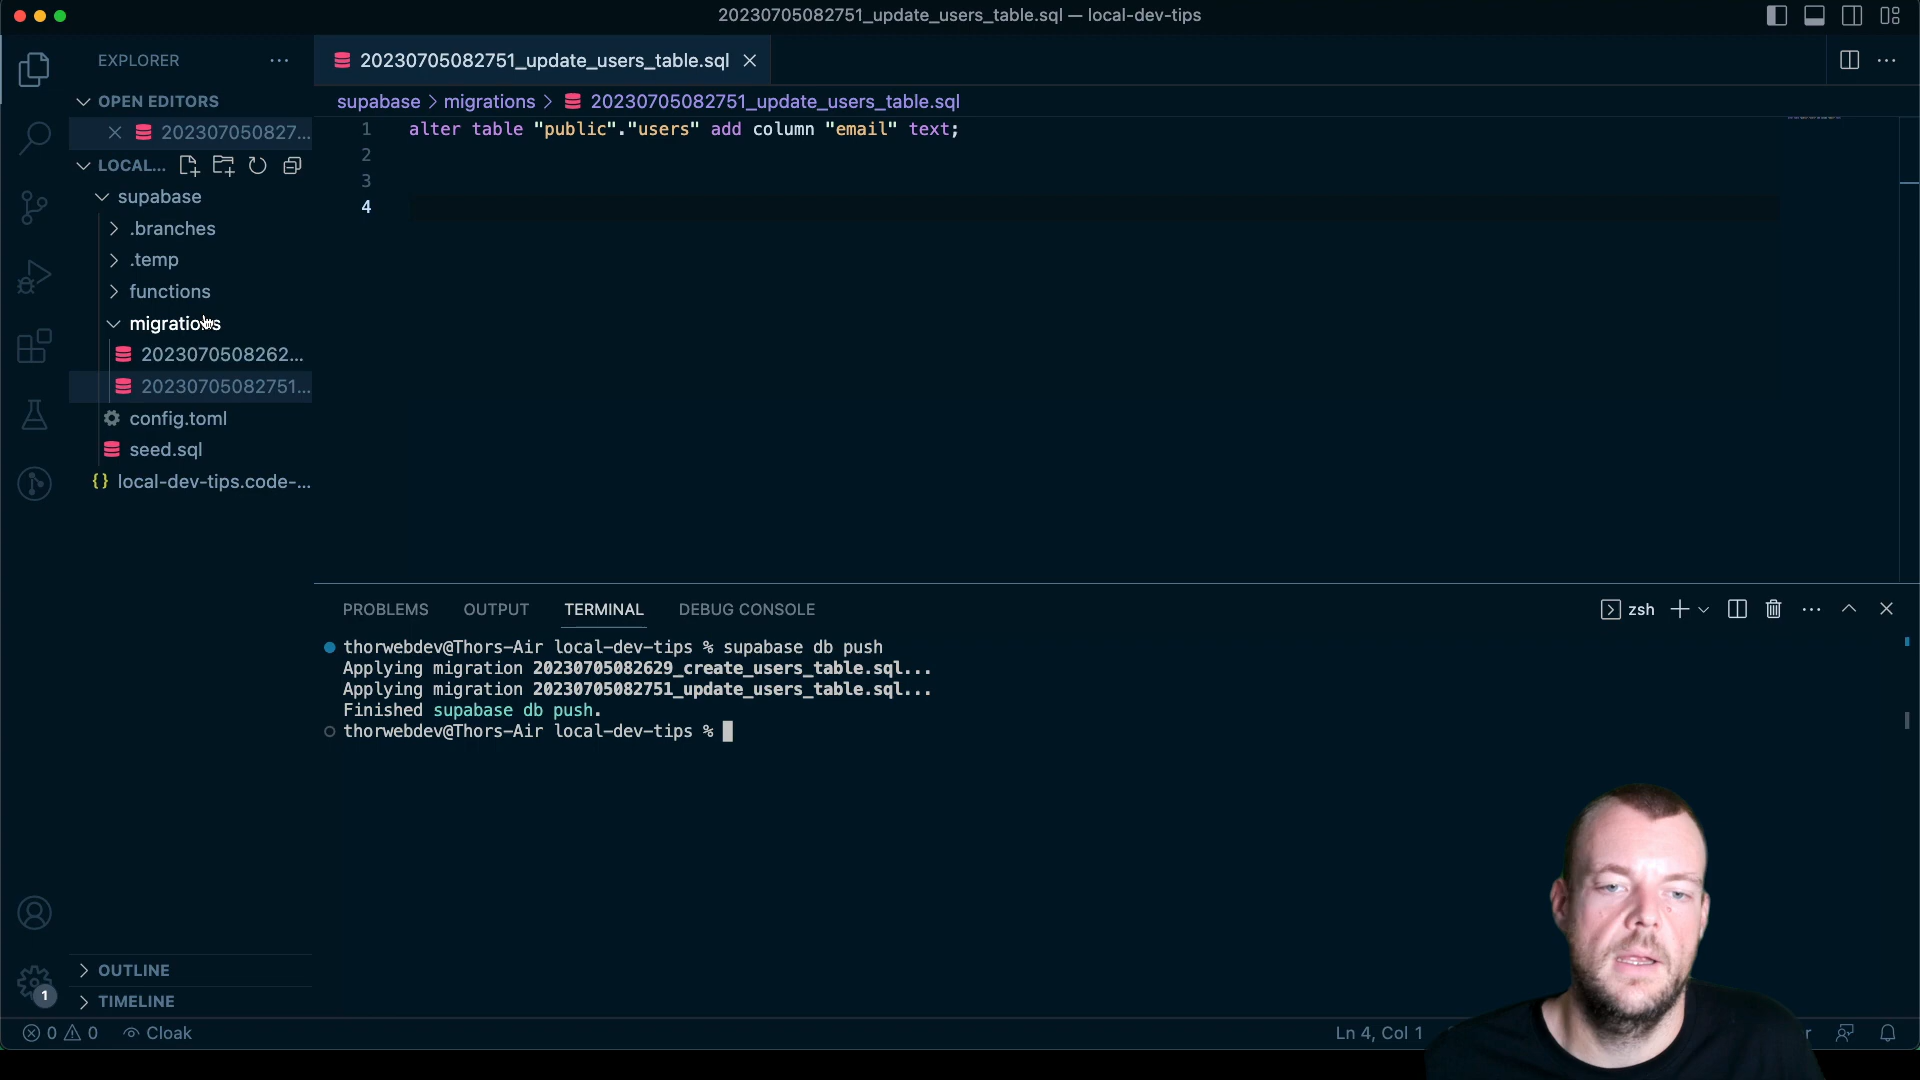 20230705082751_update_users_table.sql — local-dev-tips
EXPLORER
20230705082751_update_users_table.sql
OPEN EDITORS
202307050827...
LOCAL...
supabase
.branches
.temp
functions
migrations
2023070508262...
20230705082751...
config.toml
seed.sql
{} local-dev-tips.code-...
supabase > migrations > 20230705082751_update_users_table.sql
1 alter table "public"."users" add column "email" text;
2
3
4
PROBLEMS OUTPUT TERMINAL DEBUG CONSOLE
zsh
thorwebdev@Thors-Air local-dev-tips % supabase db push
Applying migration 20230705082629_create_users_table.sql...
Applying migration 20230705082751_update_users_table.sql...
Finished supabase db push.
thorwebdev@Thors-Air local-dev-tips %
OUTLINE
1
TIMELINE
0 0 Cloak
Ln 4, Col 1